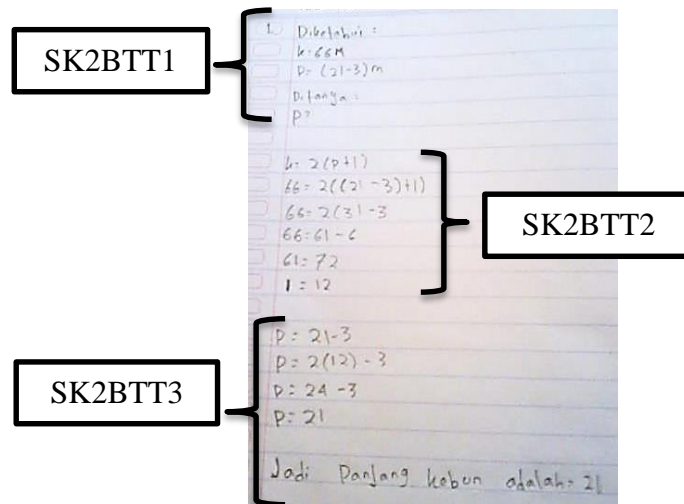 SK2BTT1
1. Diketahui :
k = 66 M
P = (2l-3) m
Ditanya :
P?
k = 2(p+l)
66 = 2((2l-3)+l)
66 = 2(3l-3
66 = 6l-6
6l = 72
l = 12
SK2BTT2
P = 2l-3
P = 2(12)-3
P = 24-3
P = 21
SK2BTT3
Jadi Panjang kebun adalah = 21